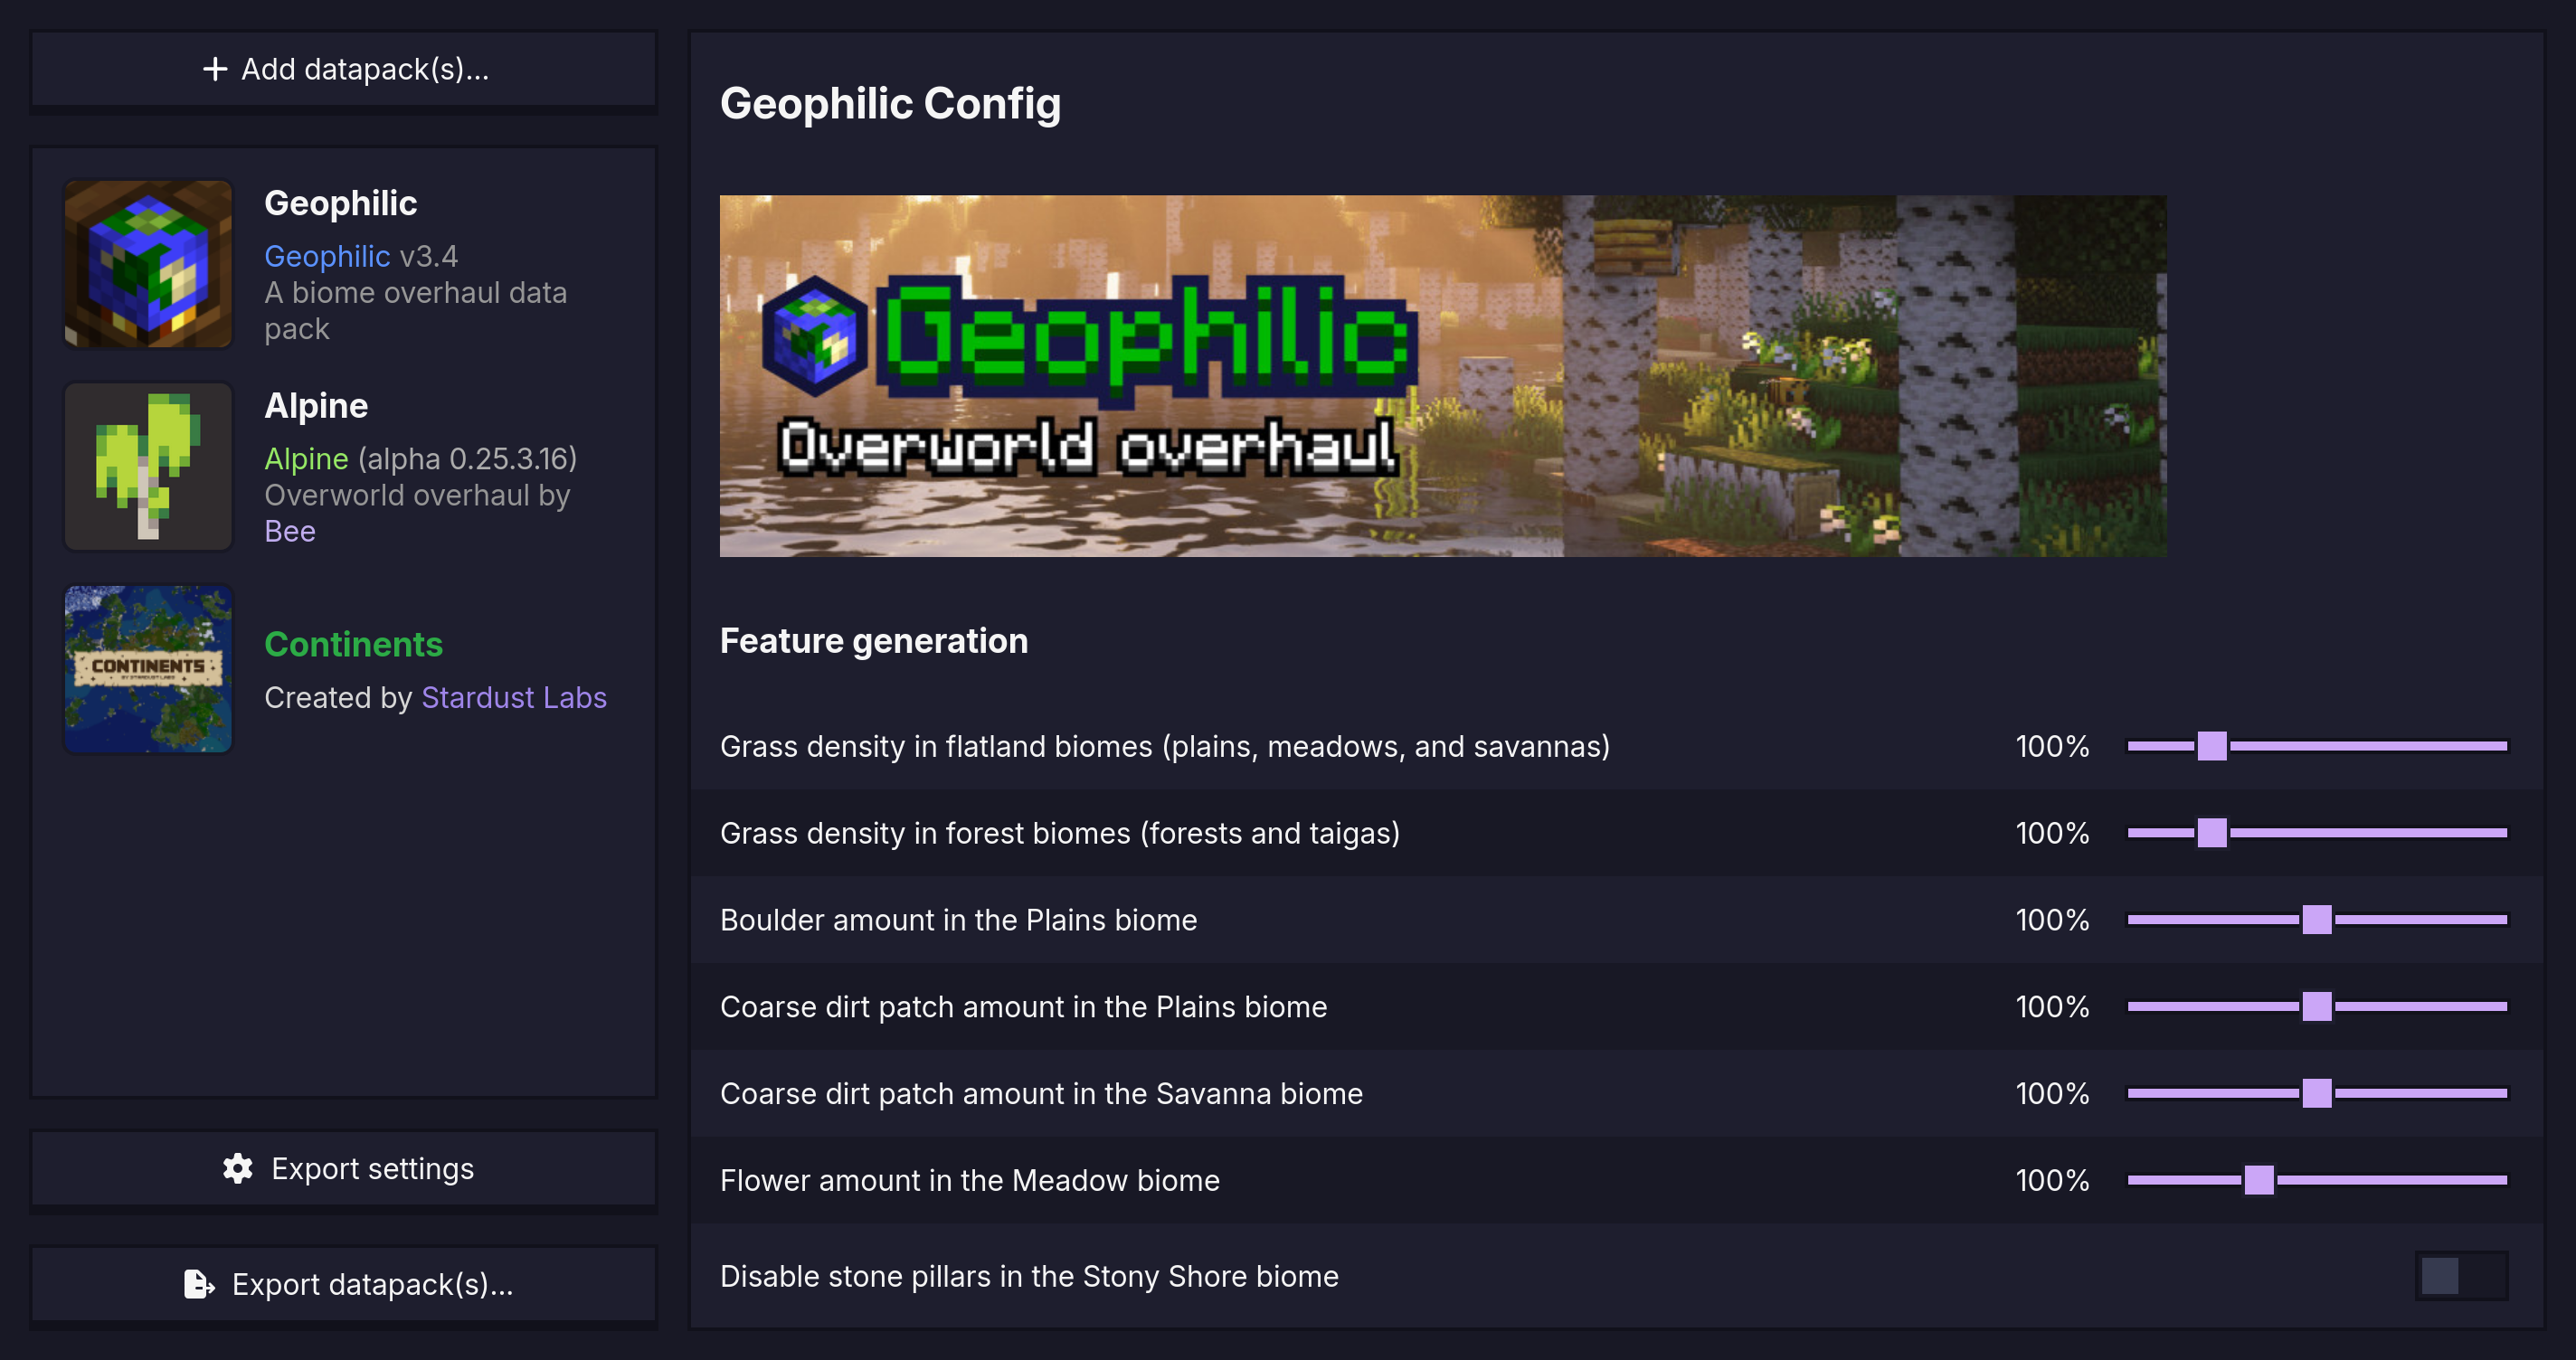 Add datapack(s)...
Geophilic
Geophilic v3.4
A biome overhaul data
pack
Alpine
Alpine (alpha 0.25.3.16)
Overworld overhaul by
Bee
CONTINENTS
BY STARDUST LABS
Continents
Created by Stardust Labs
Export settings
Export datapack(s)...
Geophilic Config
Geophilic
Overworld overhaul
Feature generation
Grass density in flatland biomes (plains, meadows, and savannas) 100%
Grass density in forest biomes (forests and taigas) 100%
Boulder amount in the Plains biome 100%
Coarse dirt patch amount in the Plains biome 100%
Coarse dirt patch amount in the Savanna biome 100%
Flower amount in the Meadow biome 100%
Disable stone pillars in the Stony Shore biome